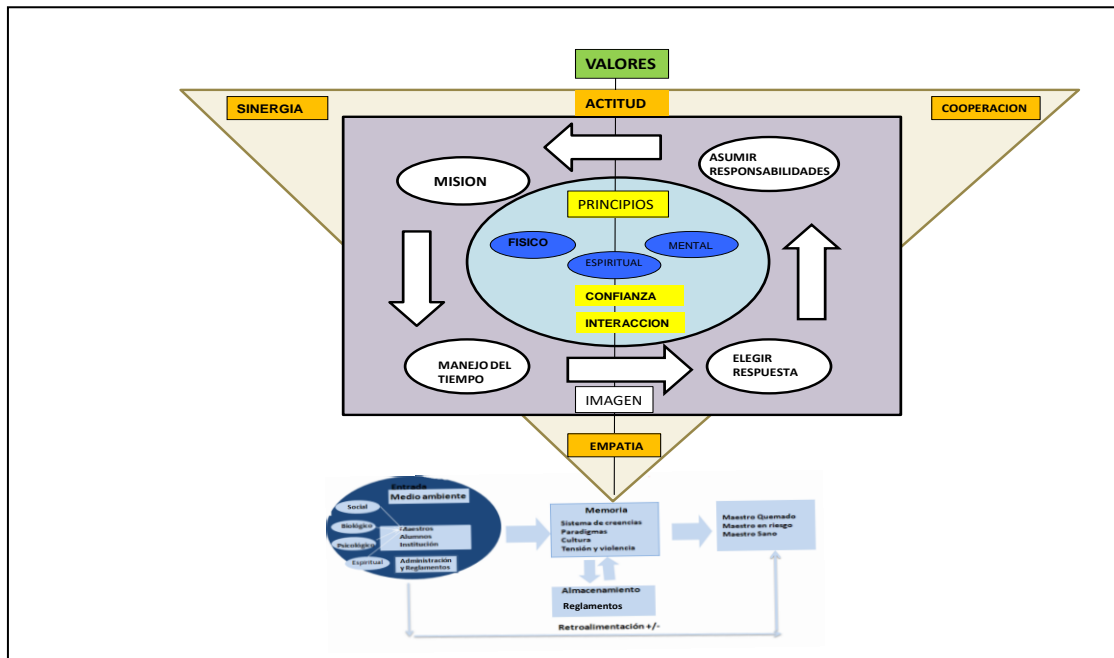 VALORES
SINERGIA
ACTITUD
COOPERACION
MISION
ASUMIR
RESPONSABILIDADES
PRINCIPIOS
FISICO
MENTAL
ESPIRITUAL
CONFIANZA
INTERACCION
MANEJO DEL
TIEMPO
ELEGIR
RESPUESTA
IMAGEN
EMPATIA
Entrada
Medio ambiente
Social
Biológico
Psicológico
Espiritual
Maestros
Alumnos
Institución
Administración
y Reglamentos
Memoria
Sistema de creencias
Paradigmas
Cultura
Tensión y violencia
Maestro Quemado
Maestro en riesgo
Maestro Sano
Almacenamiento
Reglamentos
Retroalimentación +/-